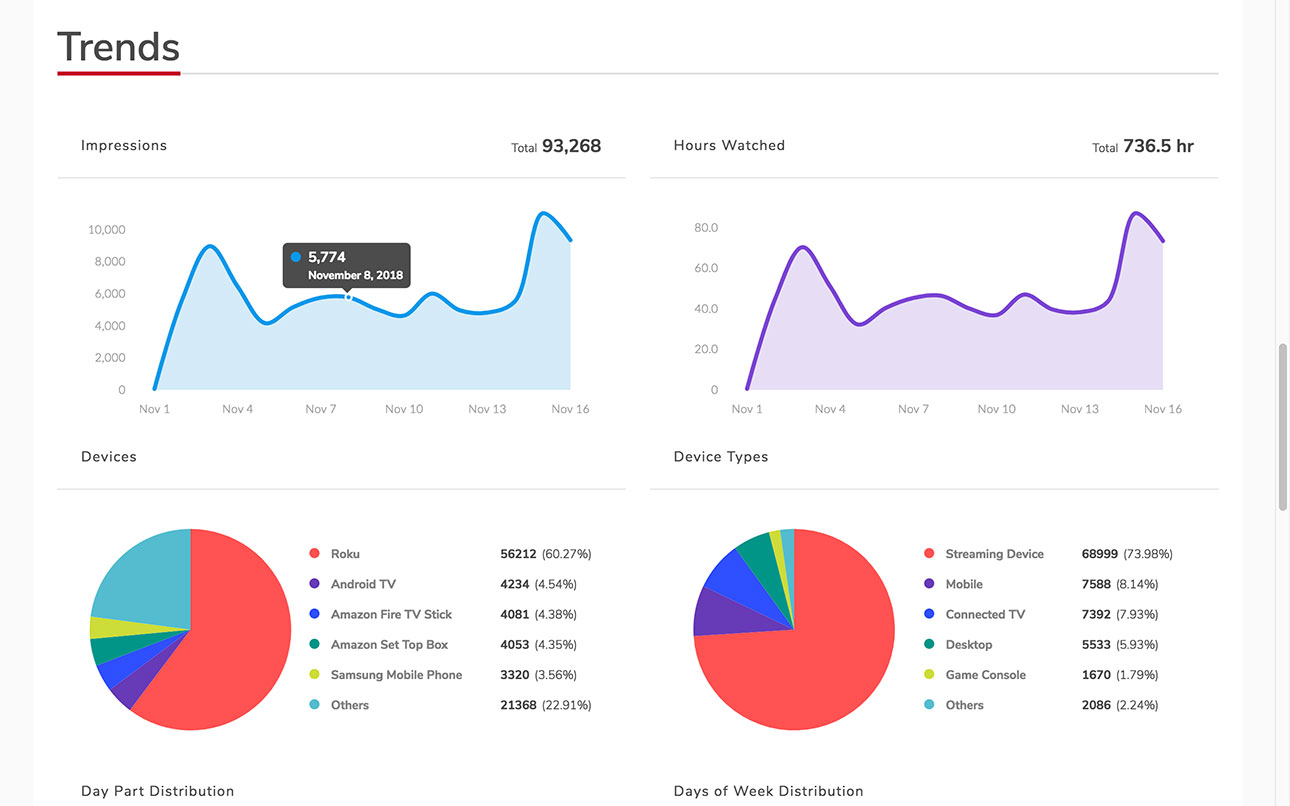 Trends
Impressions
Total 93,268
Hours Watched
Total 736.5 hr
10,000
8,000
6,000
4,000
2,000
0
5,774
November 8, 2018
Nov 1 Nov 4 Nov 7 Nov 10 Nov 13 Nov 16
80.0
60.0
40.0
20.0
0
Nov 1 Nov 4 Nov 7 Nov 10 Nov 13 Nov 16
Devices
Roku 56212 (60.27%)
Android TV 4234 (4.54%)
Amazon Fire TV Stick 4081 (4.38%)
Amazon Set Top Box 4053 (4.35%)
Samsung Mobile Phone 3320 (3.56%)
Others 21368 (22.91%)
Device Types
Streaming Device 68999 (73.98%)
Mobile 7588 (8.14%)
Connected TV 7392 (7.93%)
Desktop 5533 (5.93%)
Game Console 1670 (1.79%)
Others 2086 (2.24%)
Day Part Distribution
Days of Week Distribution